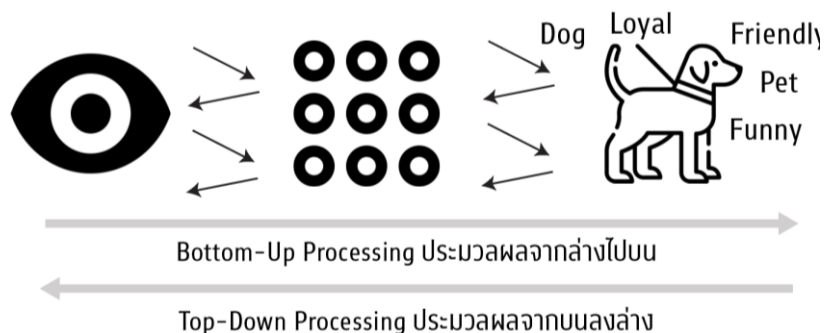 Dog Loyal Friendly
Pet
Funny
Bottom-Up Processing ประมวลผลจากล่างไปบน
Top-Down Processing ประมวลผลจากบนลงล่าง